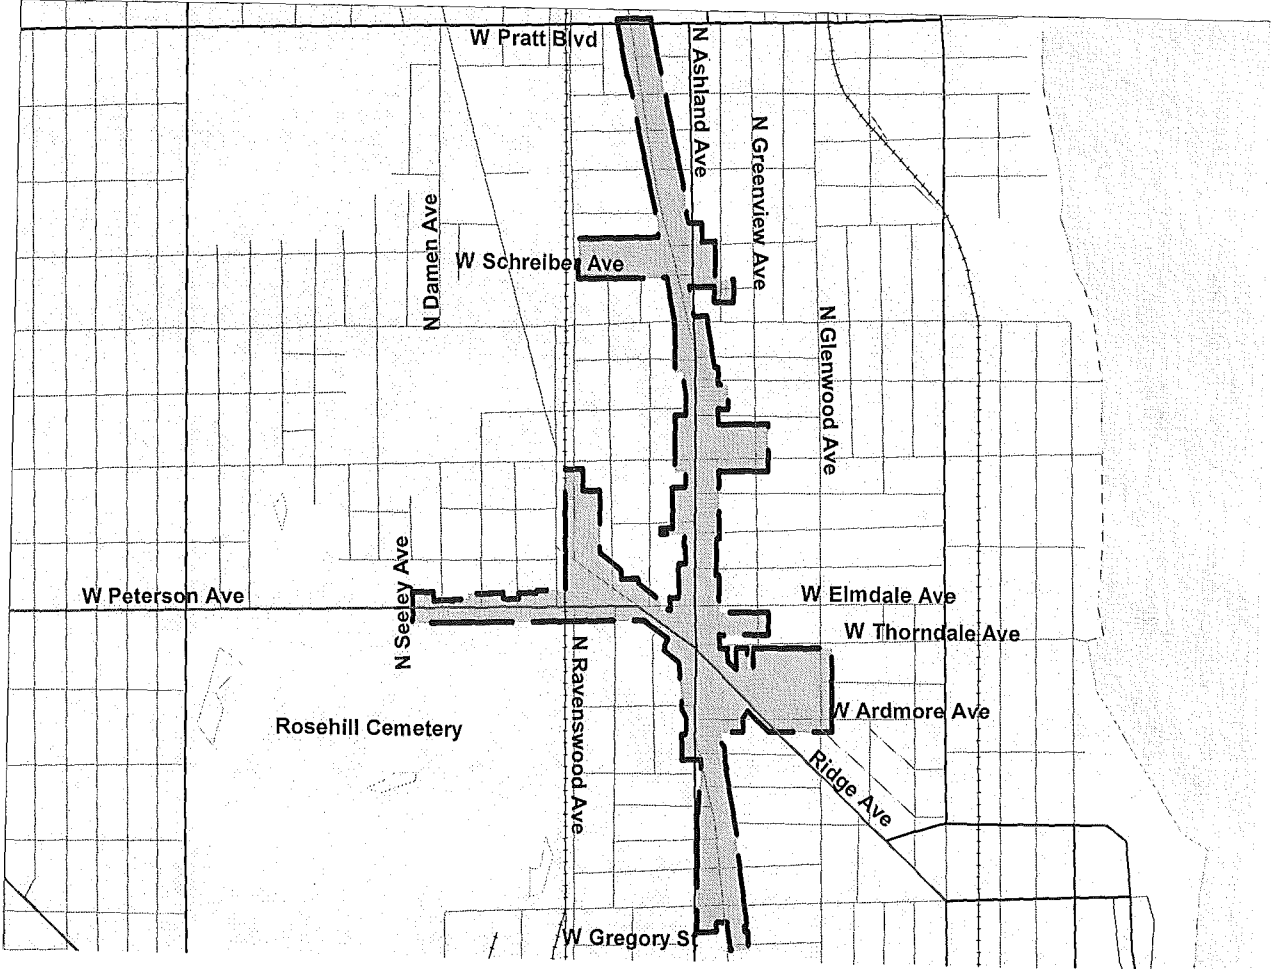 W Pratt Blvd
N Ashland Ave
N Greenview Ave
N Damen Ave
W Schreiber Ave
N Glenwood Ave
N Seeley Ave
W Peterson Ave
W Elmdale Ave
W Thorndale Ave
N Ravenswood Ave
W Ardmore Ave
Rosehill Cemetery
Ridge Ave
W Gregory St